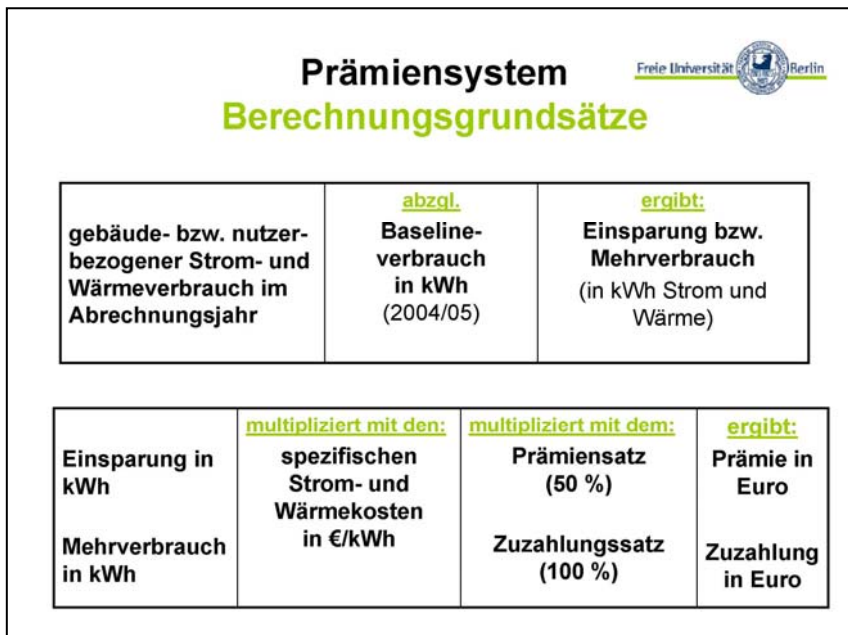 Prämiensystem
Berechnungsgrundsätze
Freie Universität Berlin
gebäude- bzw. nutzer-
bezogener Strom- und
Wärmeverbrauch im
Abrechnungsjahr
abzgl.
Baseline-
verbrauch
in kWh
(2004/05)
ergibt:
Einsparung bzw.
Mehrverbrauch
(in kWh Strom und
Wärme)
Einsparung in
kWh
Mehrverbrauch
in kWh
multipliziert mit den:
spezifischen
Strom- und
Wärmekosten
in €/kWh
multipliziert mit dem:
Prämiensatz
(50 %)
Zuzahlungssatz
(100 %)
ergibt:
Prämie in
Euro
Zuzahlung
in Euro